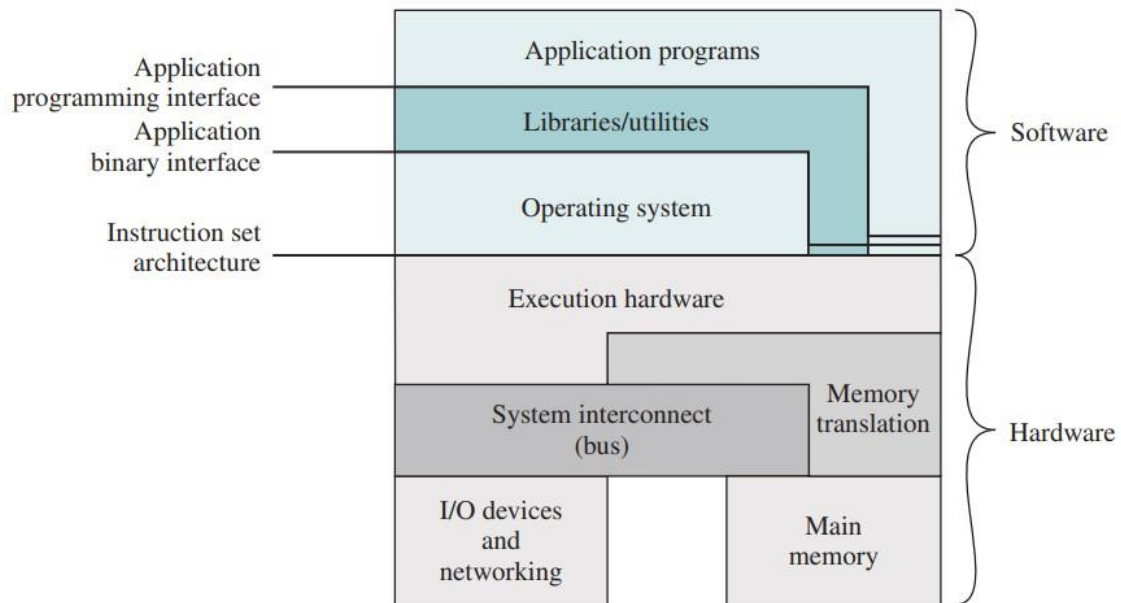 Application programs
Application
programming interface
Libraries/utilities
Application
binary interface
Software
Operating system
Instruction set
architecture
Execution hardware
Memory
translation
System interconnect
(bus)
Hardware
I/O devices
and
networking
Main
memory